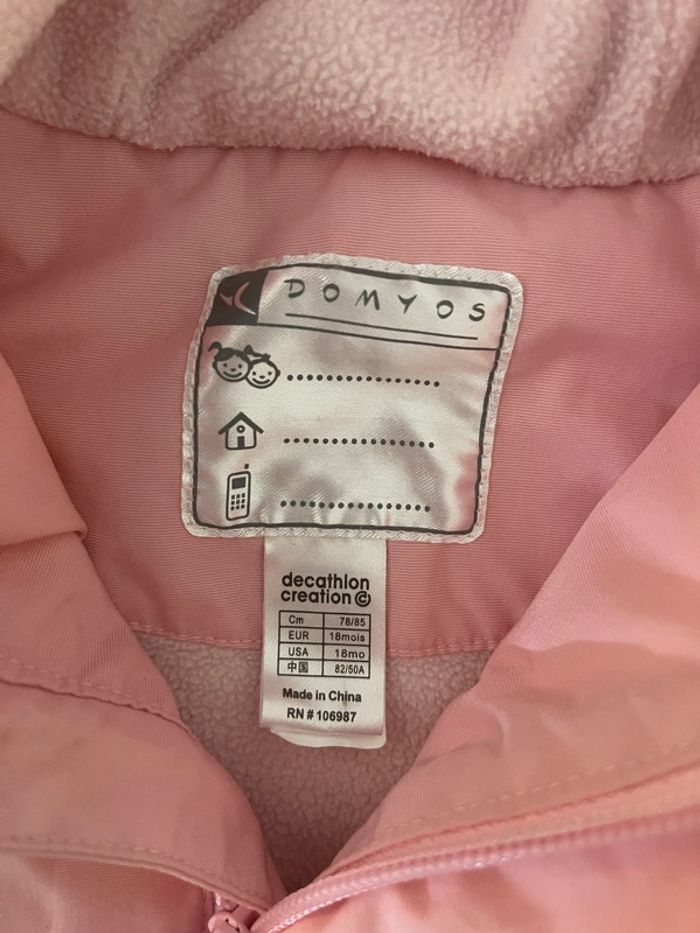 DOMYOS
decathlon
creation
Cm 78/85
EUR 18mois
USA 18mo
中国 82/50A
Made in China
RN # 106987